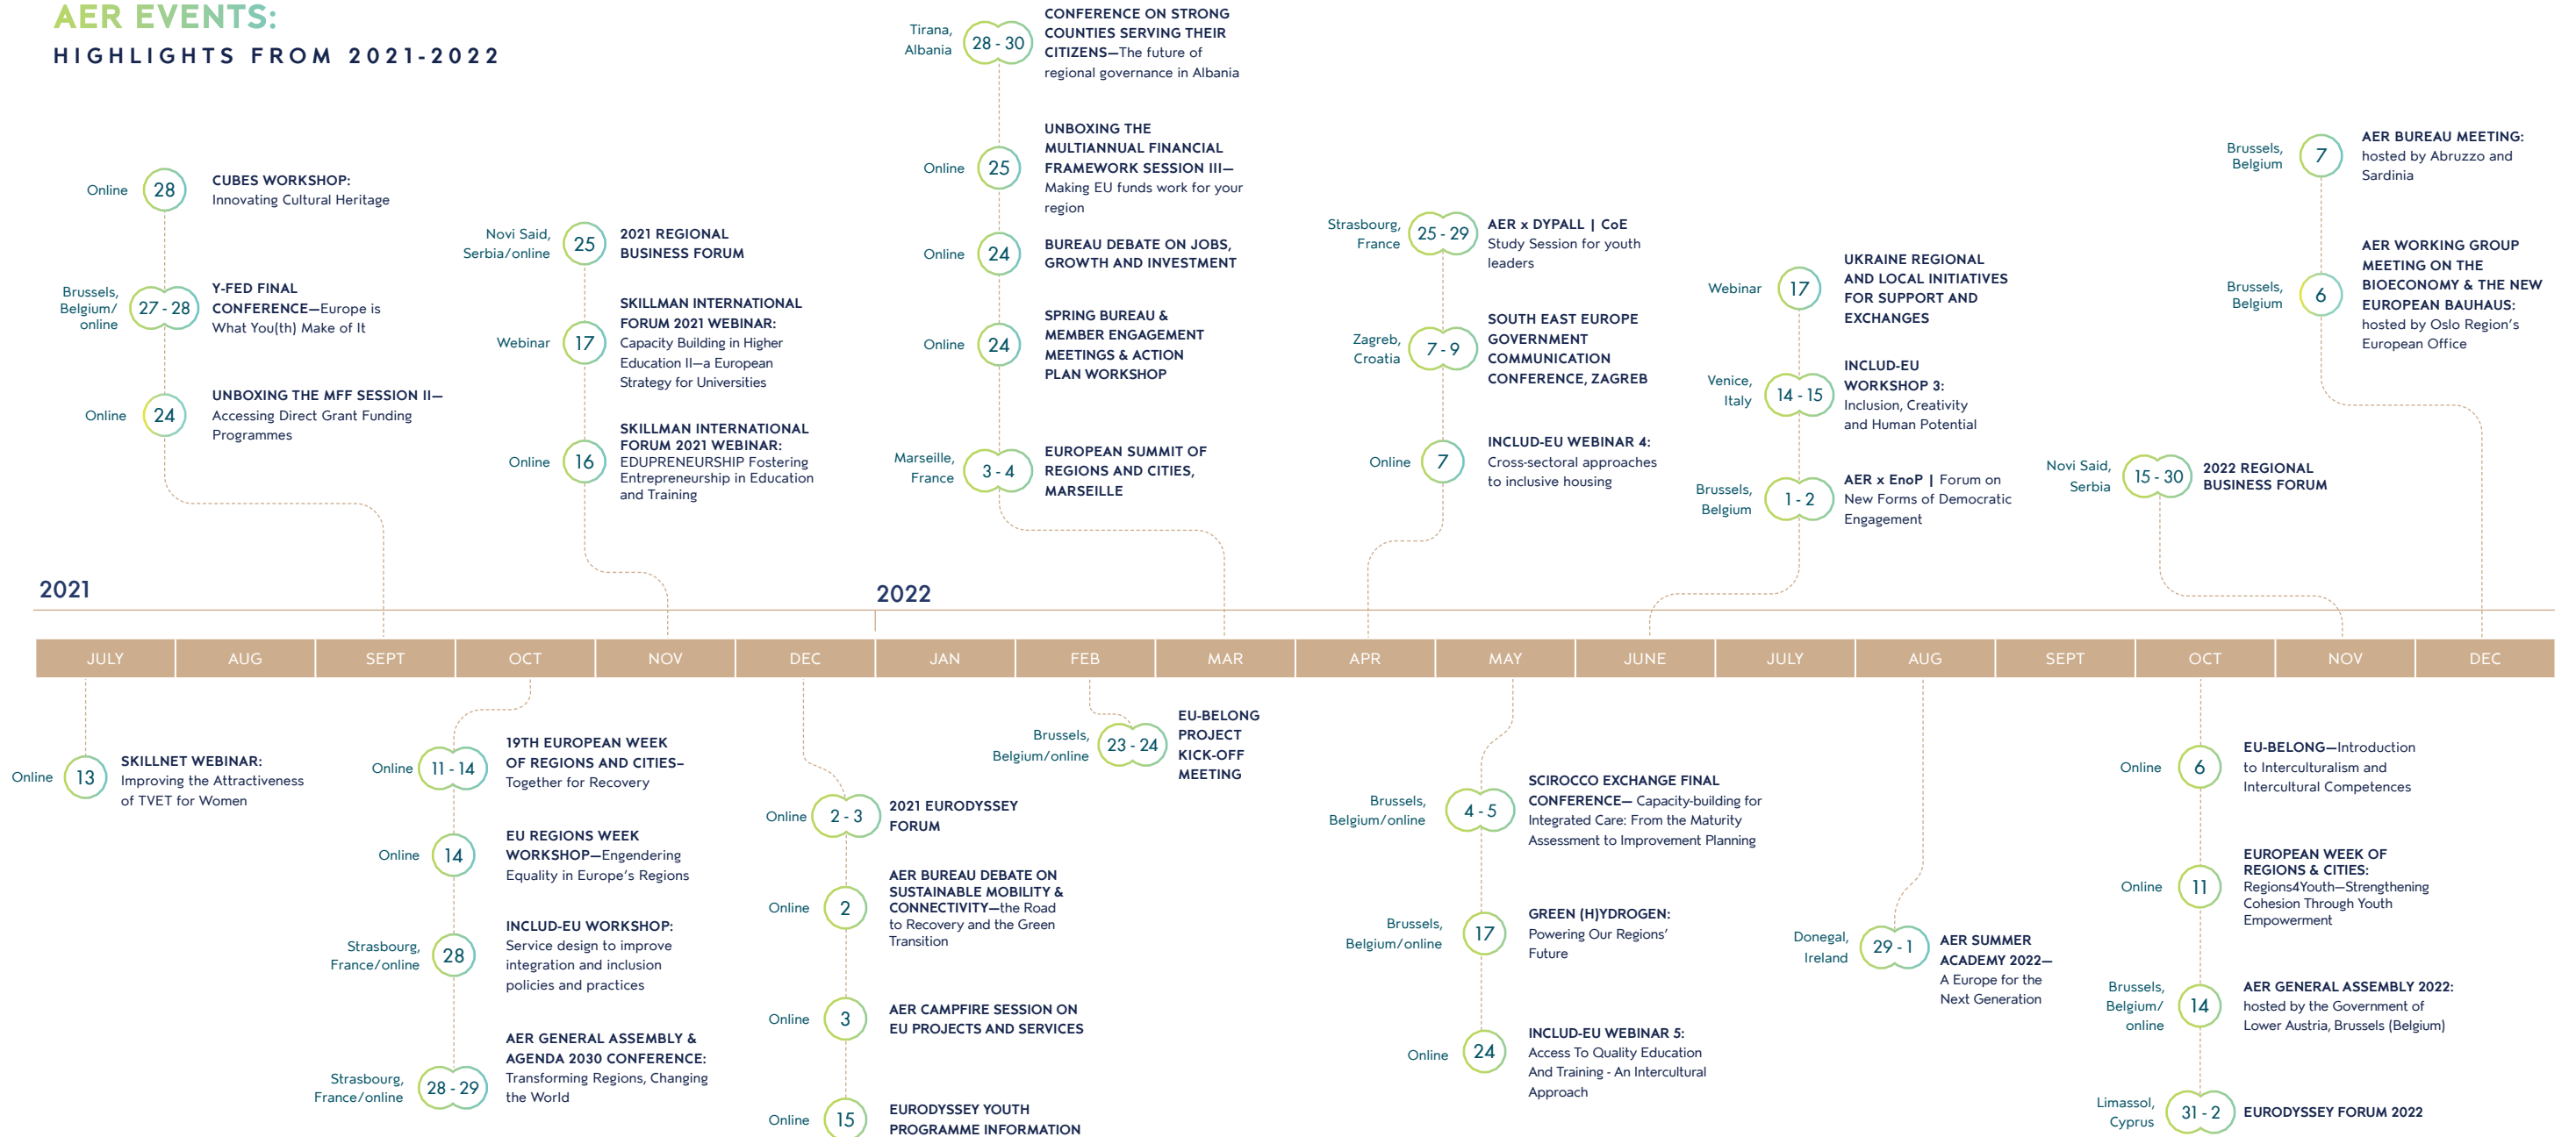 AER EVENTS:
HIGHLIGHTS FROM 2021-2022
Online
28
CUBES WORKSHOP:
Innovating Cultural Heritage
Brussels,
Belgium/
online
27 - 28
Y-FED FINAL
CONFERENCE—Europe is
What You(th) Make of It
Online
24
UNBOXING THE MFF SESSION II—
Accessing Direct Grant Funding
Programmes
Novi Said,
Serbia/online
25
2021 REGIONAL
BUSINESS FORUM
Webinar
17
SKILLMAN INTERNATIONAL
FORUM 2021 WEBINAR:
Capacity Building in Higher
Education II—a European
Strategy for Universities
Online
16
SKILLMAN INTERNATIONAL
FORUM 2021 WEBINAR:
EDUPRENEURSHIP Fostering
Entrepreneurship in Education
and Training
Tirana,
Albania
28 - 30
CONFERENCE ON STRONG
COUNTIES SERVING THEIR
CITIZENS—The future of
regional governance in Albania
Online
25
UNBOXING THE
MULTIANNUAL FINANCIAL
FRAMEWORK SESSION III—
Making EU funds work for your
region
Online
24
BUREAU DEBATE ON JOBS,
GROWTH AND INVESTMENT
Online
24
SPRING BUREAU &
MEMBER ENGAGEMENT
MEETINGS & ACTION
PLAN WORKSHOP
Marseille,
France
3 - 4
EUROPEAN SUMMIT OF
REGIONS AND CITIES,
MARSEILLE
Strasbourg,
France
25 - 29
AER x DYPALL | CoE
Study Session for youth
leaders
Zagreb,
Croatia
7 - 9
SOUTH EAST EUROPE
GOVERNMENT
COMMUNICATION
CONFERENCE, ZAGREB
Online
7
INCLUD-EU WEBINAR 4:
Cross-sectoral approaches
to inclusive housing
Webinar
17
UKRAINE REGIONAL
AND LOCAL INITIATIVES
FOR SUPPORT AND
EXCHANGES
Venice,
Italy
14 - 15
INCLUD-EU
WORKSHOP 3:
Inclusion, Creativity
and Human Potential
Brussels,
Belgium
1 - 2
AER x EnoP | Forum on
New Forms of Democratic
Engagement
Novi Said,
Serbia
15 - 30
2022 REGIONAL
BUSINESS FORUM
Brussels,
Belgium
7
AER BUREAU MEETING:
hosted by Abruzzo and
Sardinia
Brussels,
Belgium
6
AER WORKING GROUP
MEETING ON THE
BIOECONOMY & THE NEW
EUROPEAN BAUHAUS:
hosted by Oslo Region's
European Office
2021
2022
JULY
AUG
SEPT
OCT
NOV
DEC
JAN
FEB
MAR
APR
MAY
JUNE
JULY
AUG
SEPT
OCT
NOV
DEC
Online
13
SKILLNET WEBINAR:
Improving the Attractiveness
of TVET for Women
Online
11 - 14
19TH EUROPEAN WEEK
OF REGIONS AND CITIES–
Together for Recovery
Online
14
EU REGIONS WEEK
WORKSHOP—Engendering
Equality in Europe's Regions
Strasbourg,
France/online
28
INCLUD-EU WORKSHOP:
Service design to improve
integration and inclusion
policies and practices
Strasbourg,
France/online
28 - 29
AER GENERAL ASSEMBLY &
AGENDA 2030 CONFERENCE:
Transforming Regions, Changing
the World
Online
2 - 3
2021 EURODYSSEY
FORUM
Online
2
AER BUREAU DEBATE ON
SUSTAINABLE MOBILITY &
CONNECTIVITY—the Road
to Recovery and the Green
Transition
Online
3
AER CAMPFIRE SESSION ON
EU PROJECTS AND SERVICES
Online
15
EURODYSSEY YOUTH
PROGRAMME INFORMATION
Brussels,
Belgium/online
23 - 24
EU-BELONG
PROJECT
KICK-OFF
MEETING
Brussels,
Belgium/online
4 - 5
SCIROCCO EXCHANGE FINAL
CONFERENCE— Capacity-building for
Integrated Care: From the Maturity
Assessment to Improvement Planning
Brussels,
Belgium/online
17
GREEN (H)YDROGEN:
Powering Our Regions'
Future
Online
24
INCLUD-EU WEBINAR 5:
Access To Quality Education
And Training - An Intercultural
Approach
Donegal,
Ireland
29 - 1
AER SUMMER
ACADEMY 2022—
A Europe for the
Next Generation
Online
6
EU-BELONG—Introduction
to Interculturalism and
Intercultural Competences
Online
11
EUROPEAN WEEK OF
REGIONS & CITIES:
Regions4Youth—Strengthening
Cohesion Through Youth
Empowerment
Brussels,
Belgium/
online
14
AER GENERAL ASSEMBLY 2022:
hosted by the Government of
Lower Austria, Brussels (Belgium)
Limassol,
Cyprus
31 - 2
EURODYSSEY FORUM 2022